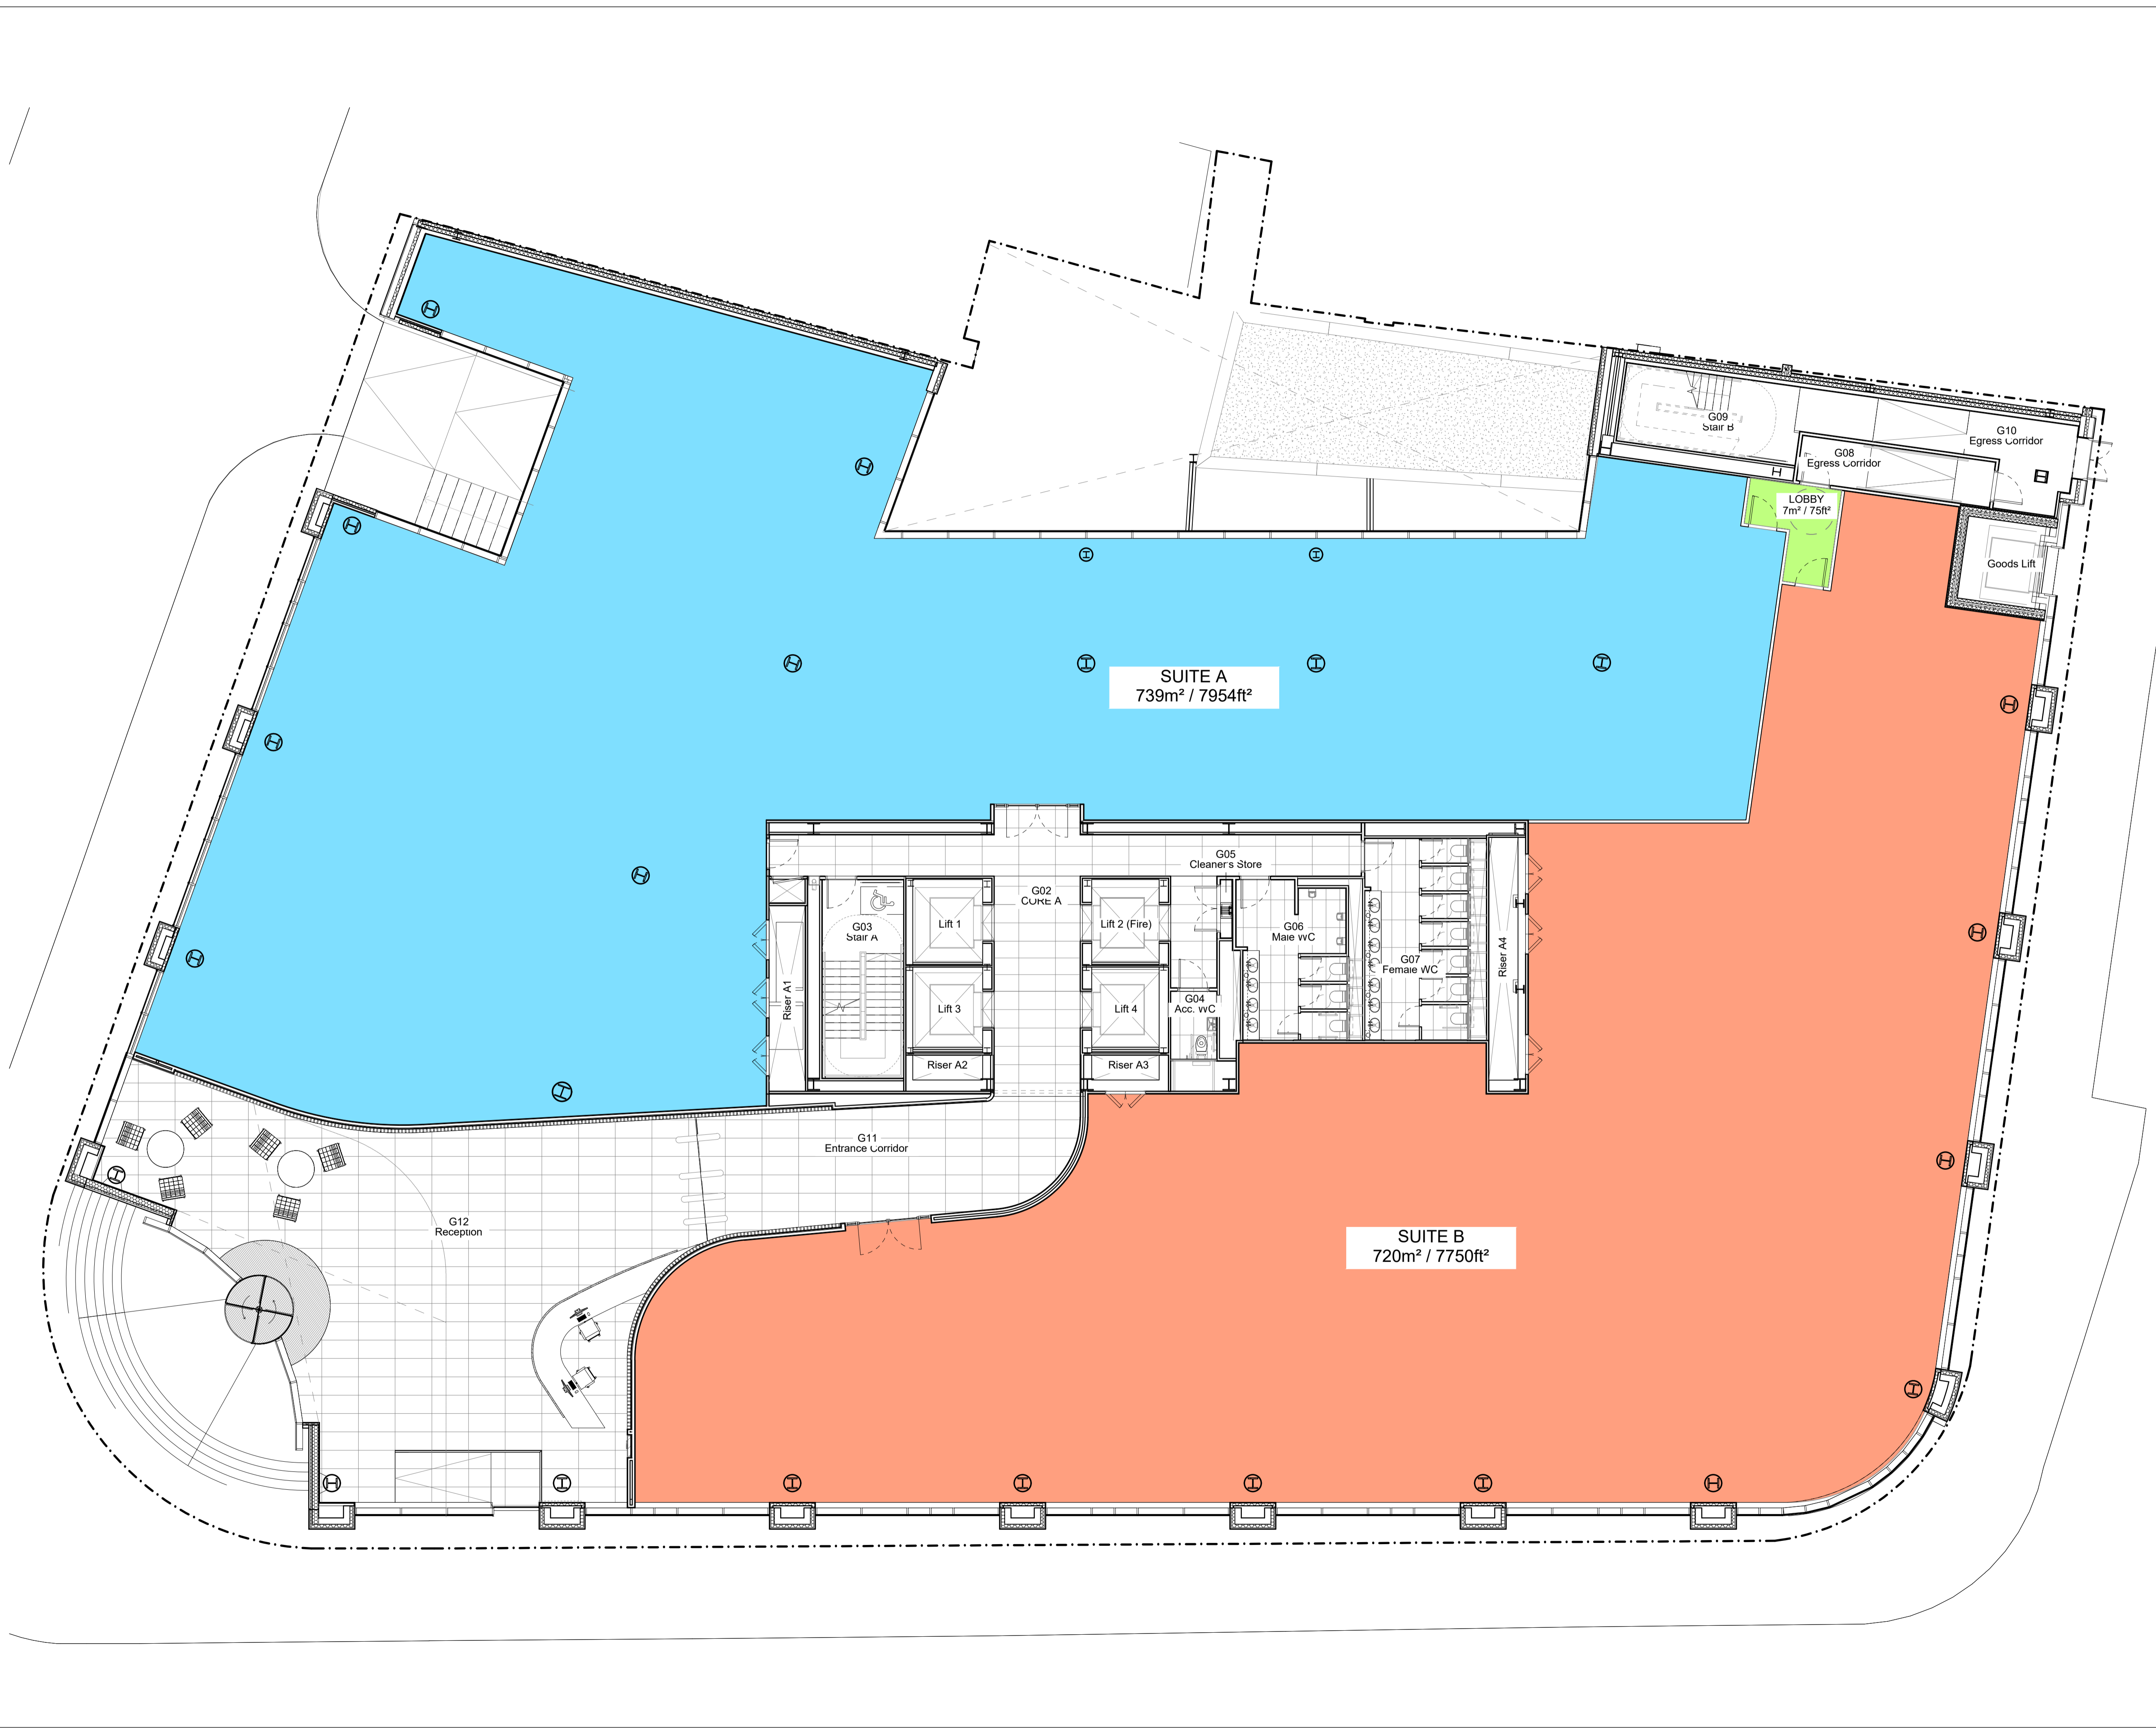 G09
Stair B
G10
Egress Corridor
G08
Egress Corridor
LOBBY
7m² / 75ft²
Goods Lift
SUITE A
739m² / 7954ft²
G05
Cleaner's Store
G02
CORE A
G03
Stair A
Lift 1
Lift 2 (Fire)
G06
Male WC
G07
Female WC
Riser A4
Riser A1
Lift 3
Lift 4
G04
Acc. WC
Riser A2
Riser A3
G11
Entrance Corridor
G12
Reception
SUITE B
720m² / 7750ft²